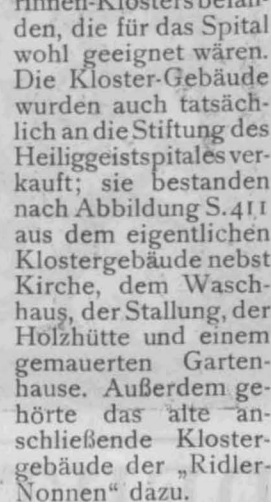 rinnen-Klosters befan-
den, die für das Spital
wohl geeignet wären.
Die Kloster-Gebäude
wurden auch tatsäch-
lich an die Stiftung des
Heiliggeistspitales ver-
kauft; sie bestanden
nach Abbildung S. 411
aus dem eigentlichen
Klostergebäude nebst
Kirche, dem Wasch-
haus, der Stallung, der
Holzhütte und einem
gemauerten Garten-
hause. Außerdem ge-
hörte das alte an-
schließende Kloster-
gebäude der „Ridler-
Nonnen“ dazu.